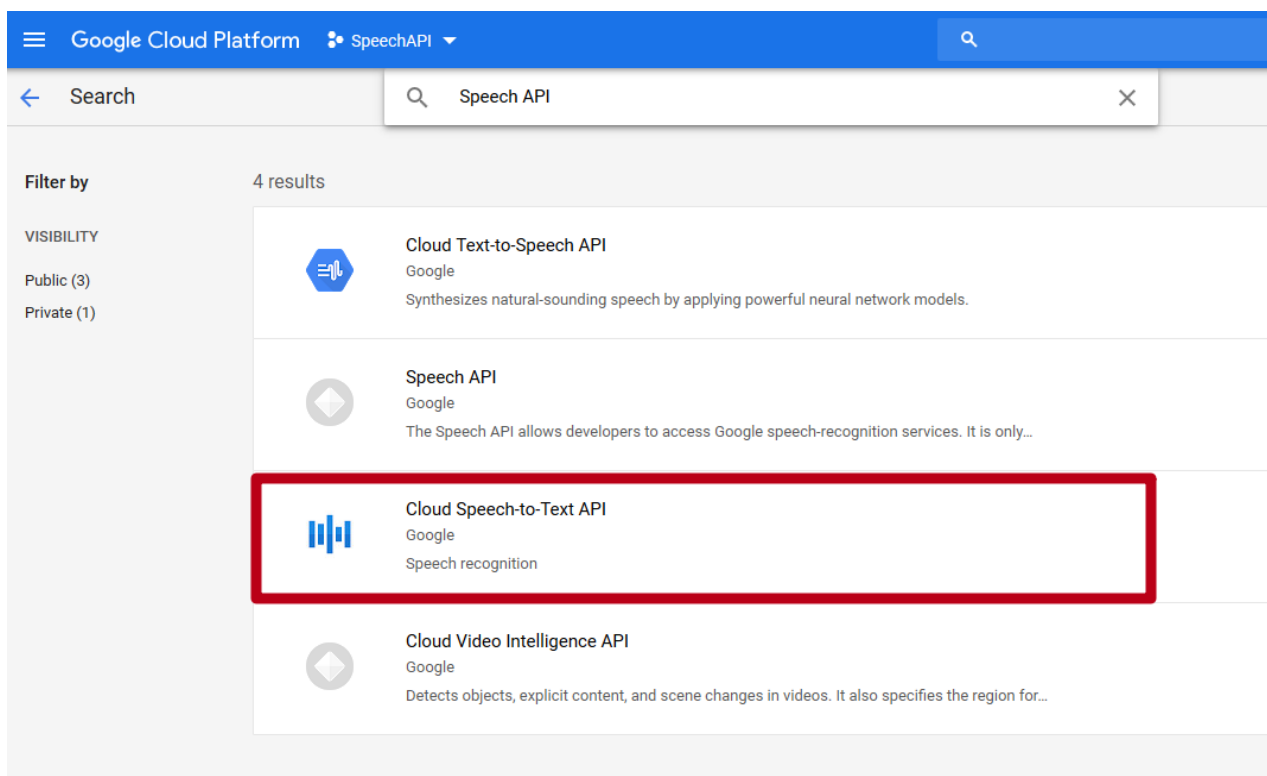 Google Cloud Platform SpeechAPI
Search
Speech API
Filter by
VISIBILITY
Public (3)
Private (1)
4 results
Cloud Text-to-Speech API
Google
Synthesizes natural-sounding speech by applying powerful neural network models.
Speech API
Google
The Speech API allows developers to access Google speech-recognition services. It is only...
Cloud Speech-to-Text API
Google
Speech recognition
Cloud Video Intelligence API
Google
Detects objects, explicit content, and scene changes in videos. It also specifies the region for...